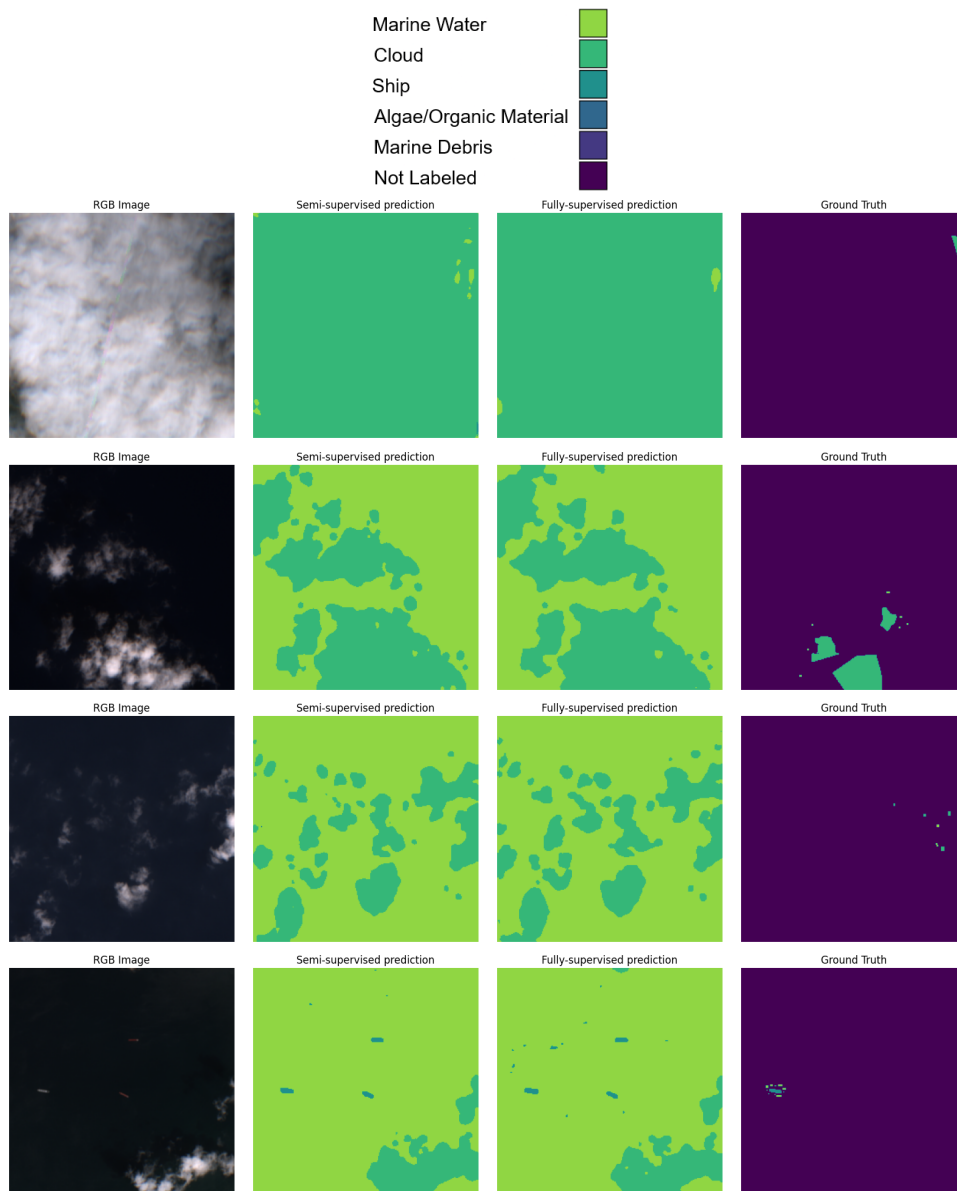 Marine Water
Cloud
Ship
Algae/Organic Material
Marine Debris
Not Labeled
RGB Image Semi-supervised prediction Fully-supervised prediction Ground Truth
RGB Image Semi-supervised prediction Fully-supervised prediction Ground Truth
RGB Image Semi-supervised prediction Fully-supervised prediction Ground Truth
RGB Image Semi-supervised prediction Fully-supervised prediction Ground Truth